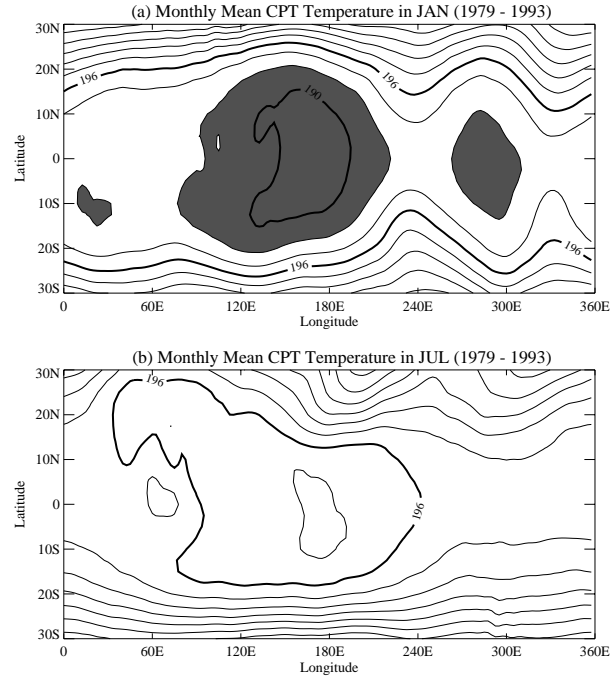 (a) Monthly Mean CPT Temperature in JAN (1979 - 1993)
30N
20N
10N
0
10S
20S
30S
Latitude
196
196
190
196
196
0
60E
120E
180E
240E
300E
360E
Longitude
(b) Monthly Mean CPT Temperature in JUL (1979 - 1993)
30N
20N
10N
0
10S
20S
30S
Latitude
196
196
0
60E
120E
180E
240E
300E
360E
Longitude